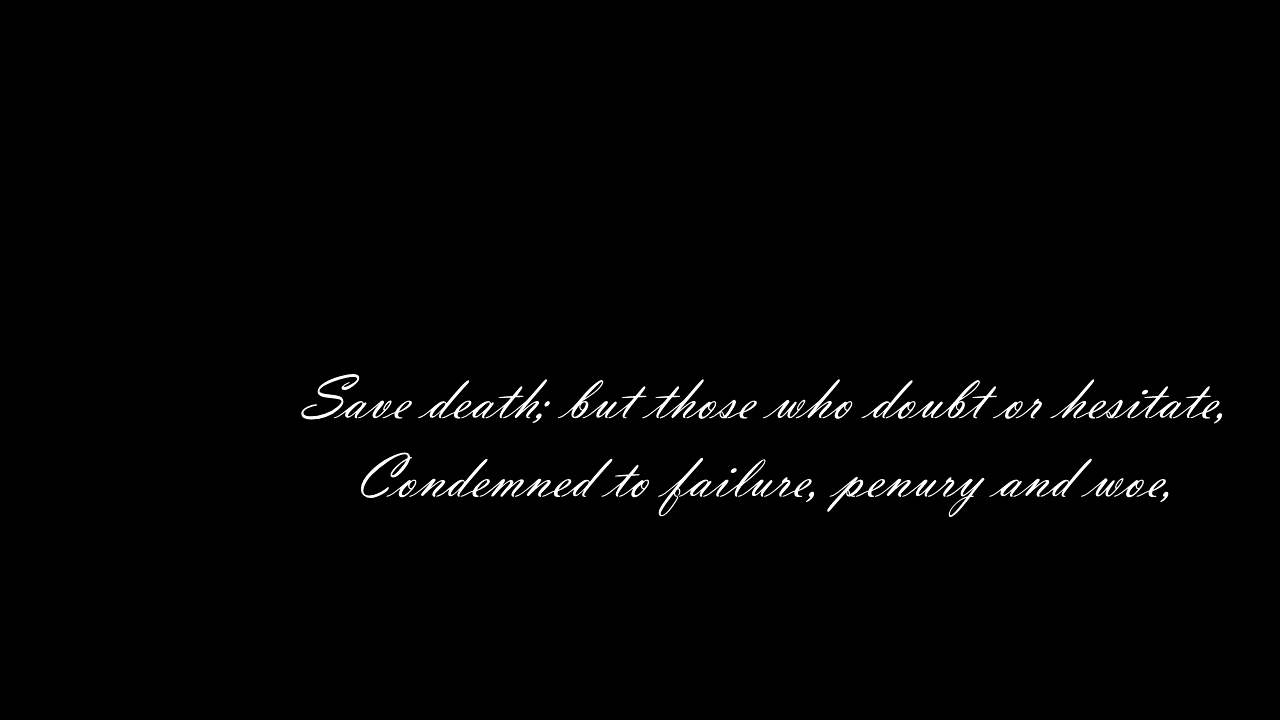 Save death; but those who doubt or hesitate,
Condemned to failure, penury and woe,